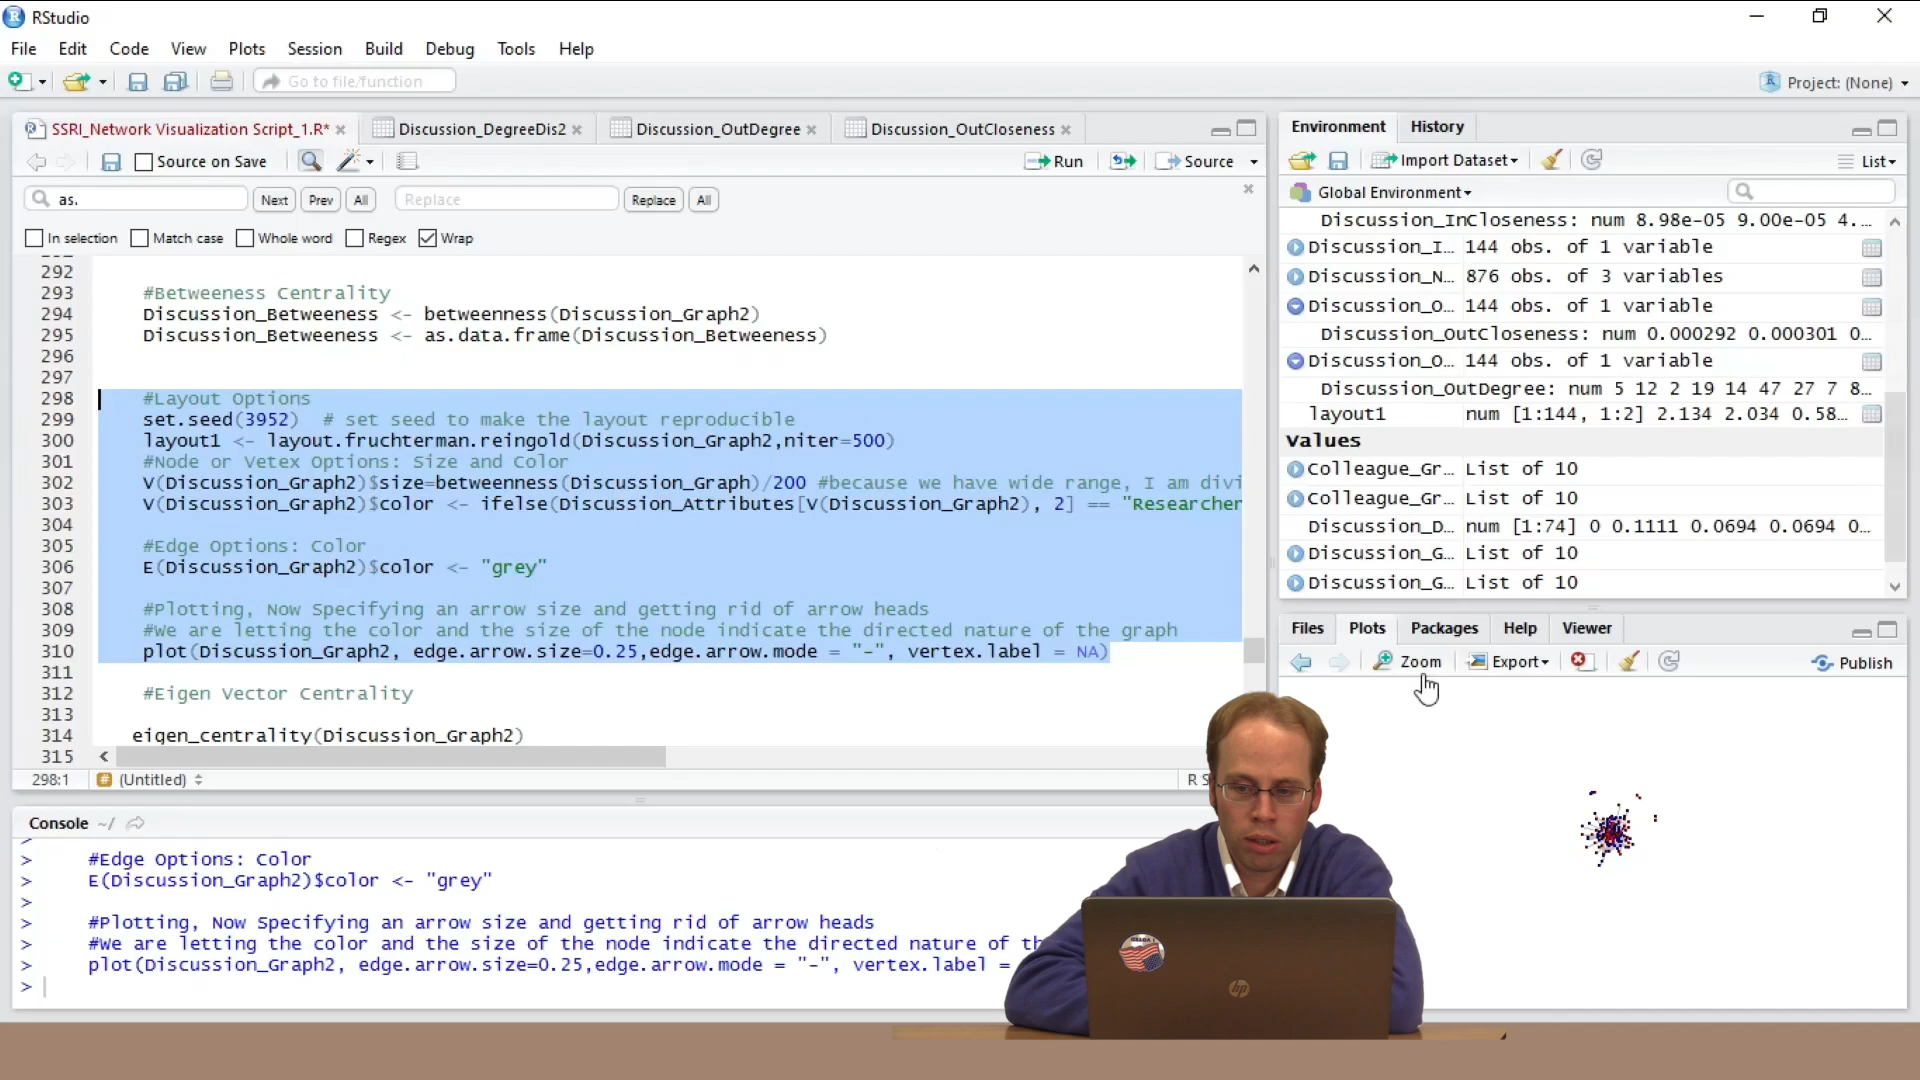 RStudio
File Edit Code View Plots Session Build Debug Tools Help
Go to file/function
Project: (None)
SSRI_Network Visualization Script_1.R*
Discussion_DegreeDis2
Discussion_OutDegree
Discussion_OutCloseness
Source on Save
Run
Source
as.
Next
Prev
All
Replace
Replace
All
In selection
Match case
Whole word
Regex
Wrap
292
293 #Betweeness Centrality
294 Discussion_Betweeness <- betweenness(Discussion_Graph2)
295 Discussion_Betweeness <- as.data.frame(Discussion_Betweeness)
296
297
298 #Layout Options
299 set.seed(3952) # set seed to make the layout reproducible
300 layout1 <- layout.fruchterman.reingold(Discussion_Graph2,niter=500)
301 #Node or Vetex Options: Size and Color
302 V(Discussion_Graph2)$size=betweenness(Discussion_Graph)/200 #because we have wide range, I am divi
303 V(Discussion_Graph2)$color <- ifelse(Discussion_Attributes[V(Discussion_Graph2), 2] == "Researcher
304
305 #Edge Options: Color
306 E(Discussion_Graph2)$color <- "grey"
307
308 #Plotting, Now Specifying an arrow size and getting rid of arrow heads
309 #We are letting the color and the size of the node indicate the directed nature of the graph
310 plot(Discussion_Graph2, edge.arrow.size=0.25,edge.arrow.mode = "-", vertex.label = NA)
311
312 #Eigen Vector Centrality
313
314 eigen_centrality(Discussion_Graph2)
315
298:1 (Untitled) R S
Console ~/
> #Edge Options: Color
> E(Discussion_Graph2)$color <- "grey"
>
> #Plotting, Now Specifying an arrow size and getting rid of arrow heads
> #We are letting the color and the size of the node indicate the directed nature of th
> plot(Discussion_Graph2, edge.arrow.size=0.25,edge.arrow.mode = "-", vertex.label =
>
Environment History
Import Dataset
List
Global Environment
Discussion_InCloseness: num 8.98e-05 9.00e-05 4.…
Discussion_I… 144 obs. of 1 variable
Discussion_N… 876 obs. of 3 variables
Discussion_O… 144 obs. of 1 variable
Discussion_OutCloseness: num 0.000292 0.000301 0…
Discussion_O… 144 obs. of 1 variable
Discussion_OutDegree: num 5 12 2 19 14 47 27 7 8…
layout1 num [1:144, 1:2] 2.134 2.034 0.58…
Values
Colleague_Gr… List of 10
Colleague_Gr… List of 10
Discussion_D… num [1:74] 0 0.1111 0.0694 0.0694 0…
Discussion_G… List of 10
Discussion_G… List of 10
Files Plots Packages Help Viewer
Zoom
Export
Publish
hp